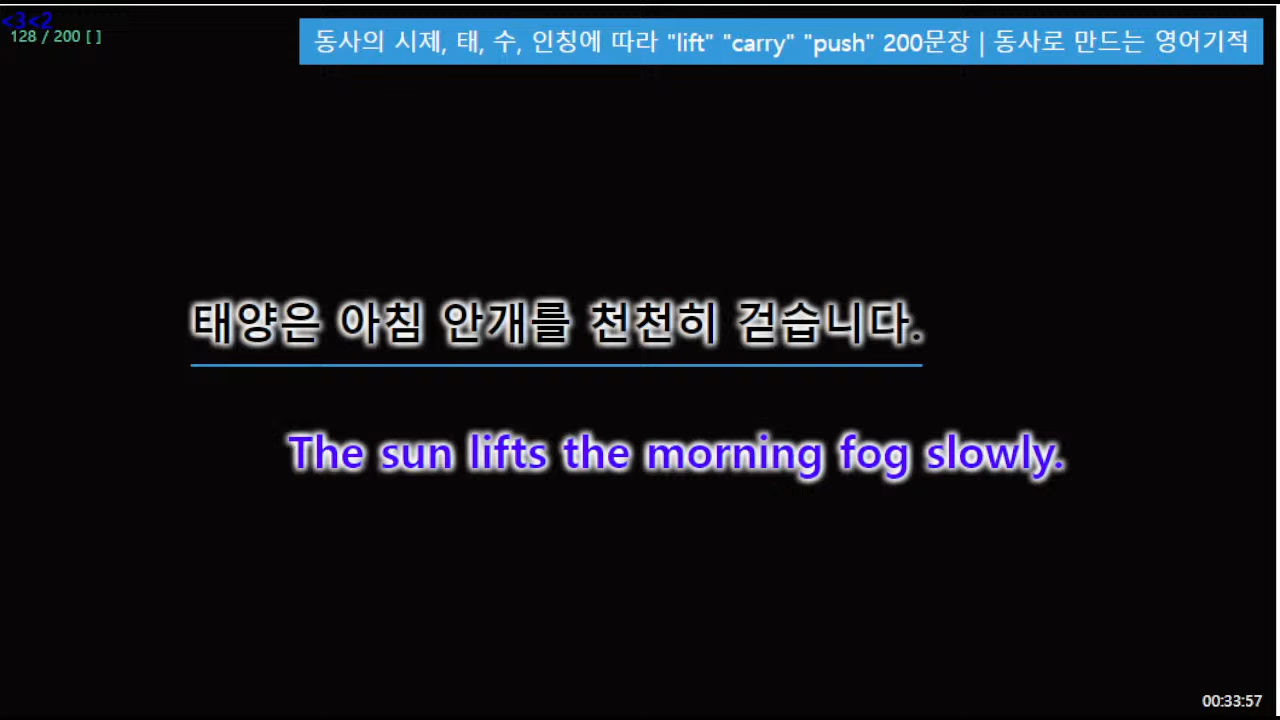 <3<2
128 / 200 [ ]
동사의 시제, 태, 수, 인칭에 따라 "lift" "carry" "push" 200문장 | 동사로 만드는 영어기적
태양은 아침 안개를 천천히 걷습니다.
The sun lifts the morning fog slowly.
00:33:57